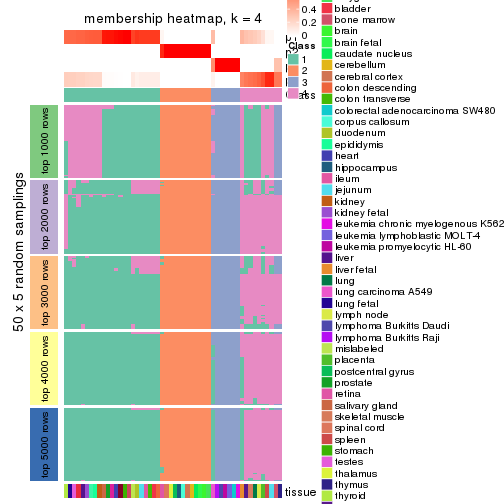 membership heatmap, k = 4
50 x 5 random samplings
top 1000 rows
top 2000 rows
top 3000 rows
top 4000 rows
top 5000 rows
0.4
0.2
0
Class
1
2
3
4
tissue
bladder
bone marrow
brain
brain fetal
caudate nucleus
cerebellum
cerebral cortex
colon descending
colon transverse
colorectal adenocarcinoma SW480
corpus callosum
duodenum
epididymis
heart
hippocampus
ileum
jejunum
kidney
kidney fetal
leukemia chronic myelogenous K562
leukemia lymphoblastic MOLT-4
leukemia promyelocytic HL-60
liver
liver fetal
lung
lung carcinoma A549
lung fetal
lymph node
lymphoma Burkitts Daudi
lymphoma Burkitts Raji
mislabeled
placenta
postcentral gyrus
prostate
retina
salivary gland
skeletal muscle
spinal cord
spleen
stomach
testes
thalamus
thymus
thyroid